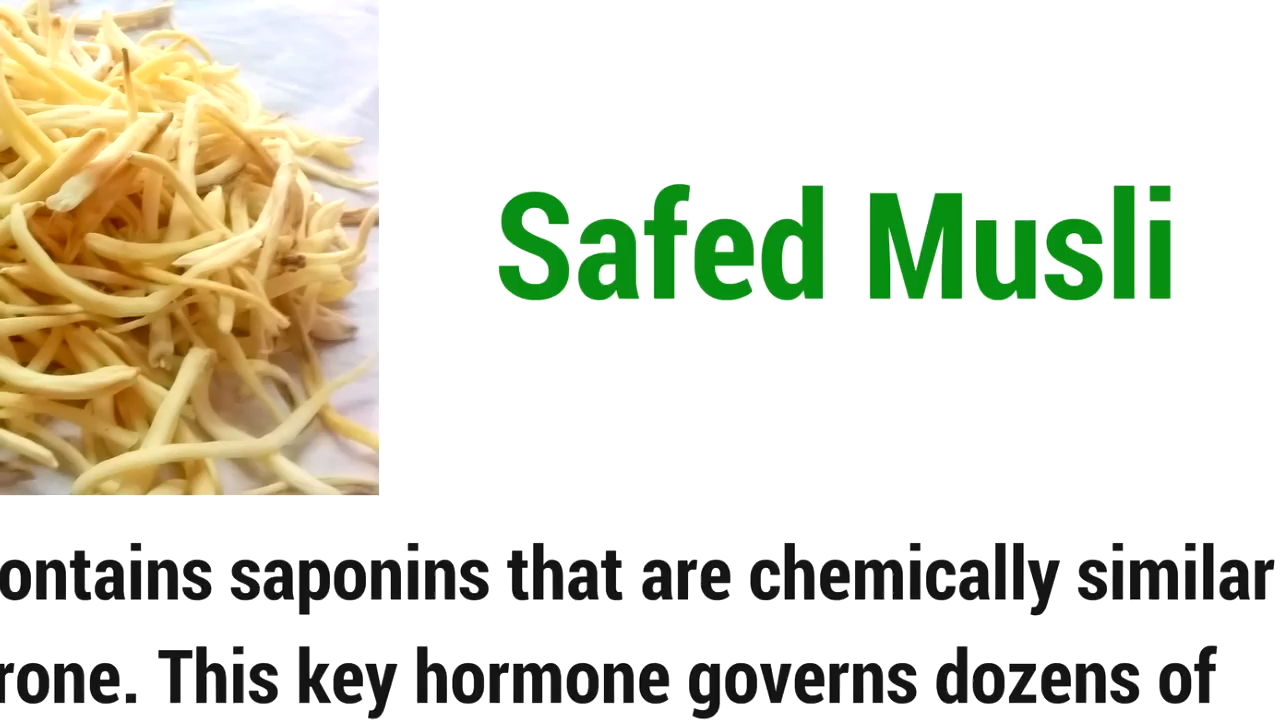 Safed Musli
ontains saponins that are chemically similar
rone. This key hormone governs dozens of